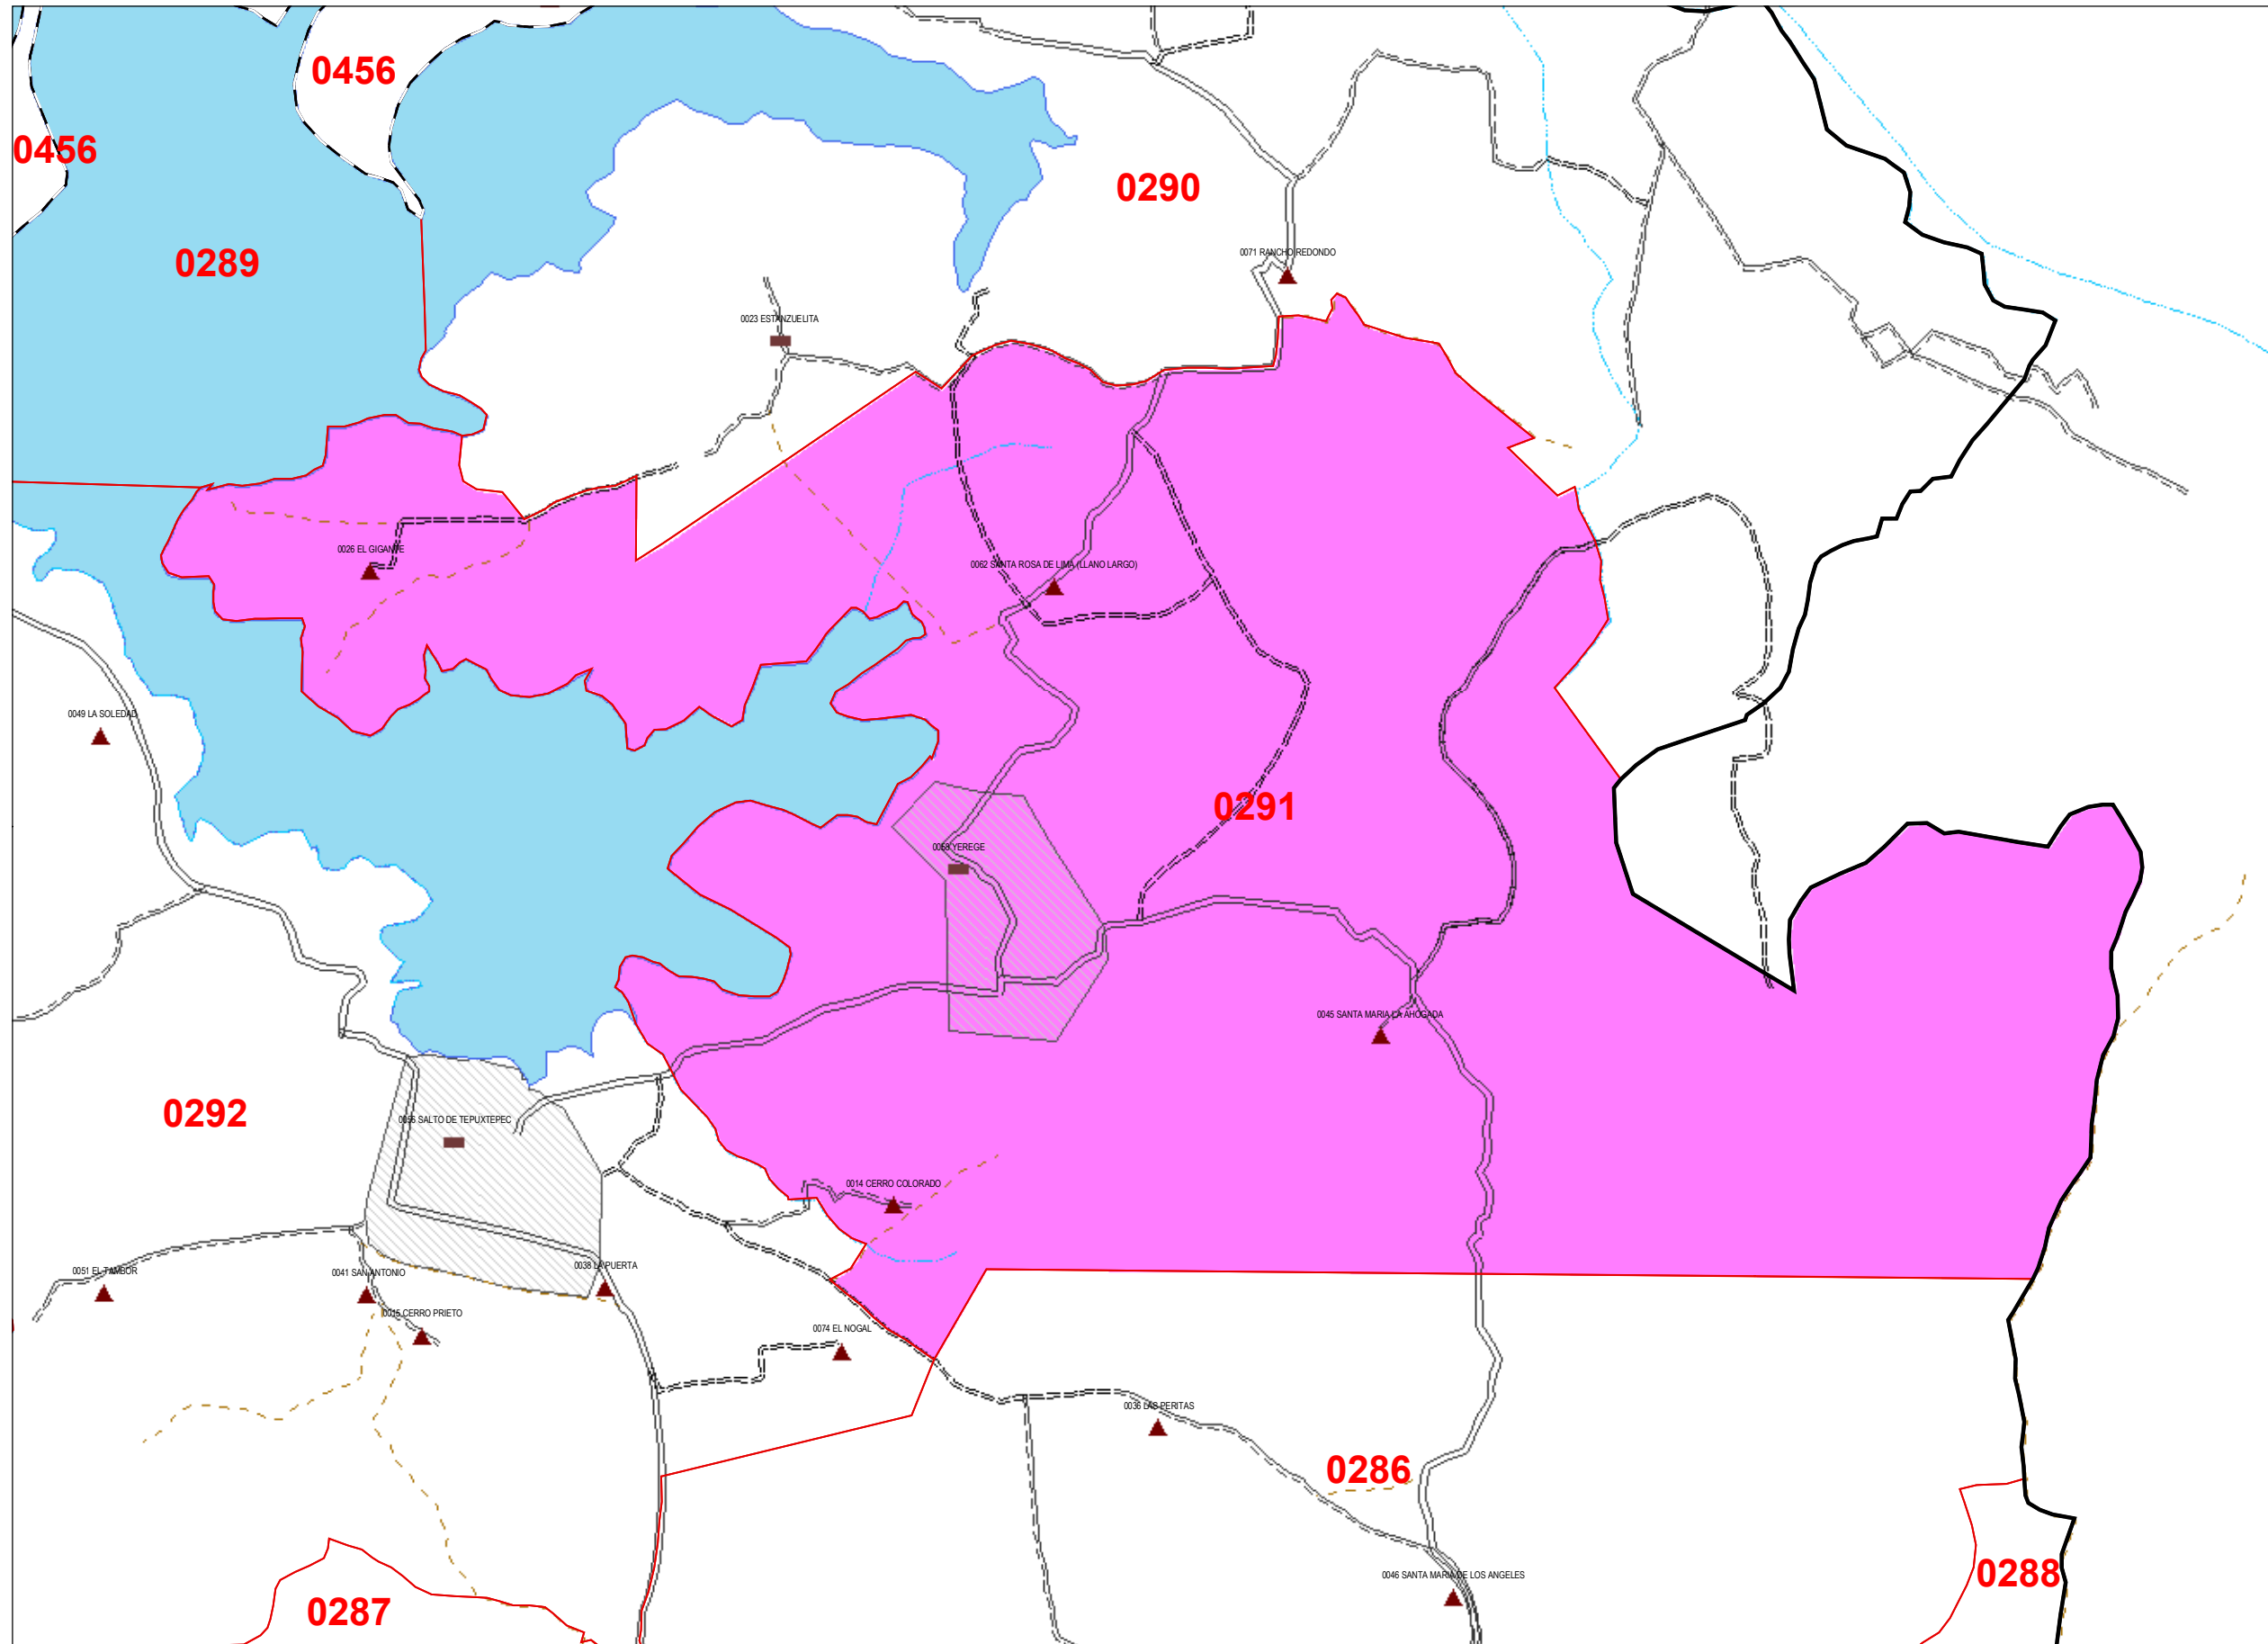 0456
0456
0290
0289
0071 RANCHO REDONDO
0023 ESTANZUELITA
0026 EL GIGANTE
0062 SANTA ROSA DE LIMA (LLANO LARGO)
0049 LA SOLEDAD
0291
0058 YEREGE
0045 SANTA MARIA LA AHOGADA
0292
0056 SALTO DE TEPUXTEPEC
0014 CERRO COLORADO
0051 EL TAMBOR
0041 SAN ANTONIO
0038 LA PUERTA
0015 CERRO PRIETO
0074 EL NOGAL
0036 LAS PERITAS
0286
0046 SANTA MARIA DE LOS ANGELES
0288
0287